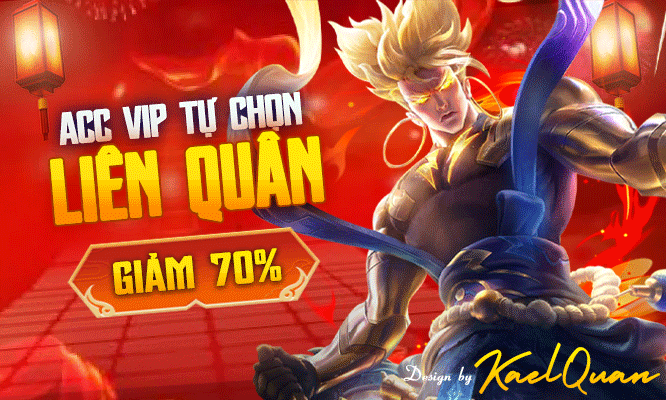 ACC VIP TỰ CHỌN
LIÊN QUÂN
GIẢM 70%
Design by KaelQuan